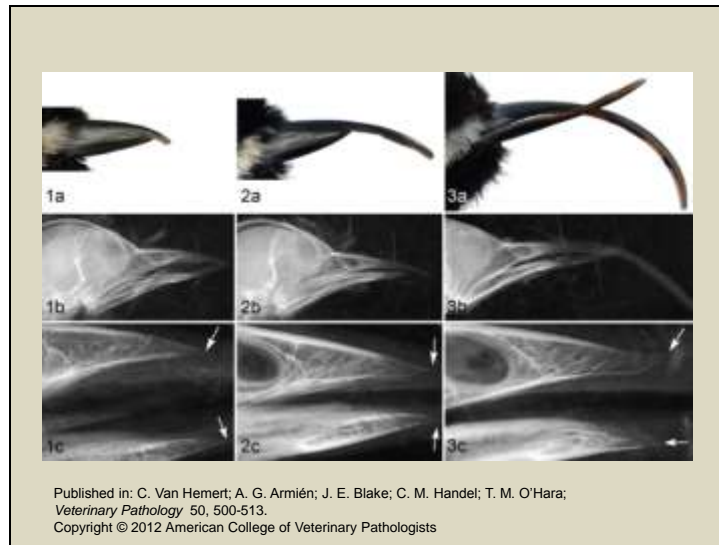 1a
2a
3a
1b
2b
3b
1c
2c
3c
Published in: C. Van Hemert; A. G. Armién; J. E. Blake; C. M. Handel; T. M. O’Hara;
Veterinary Pathology  50, 500-513.
Copyright © 2012 American College of Veterinary Pathologists